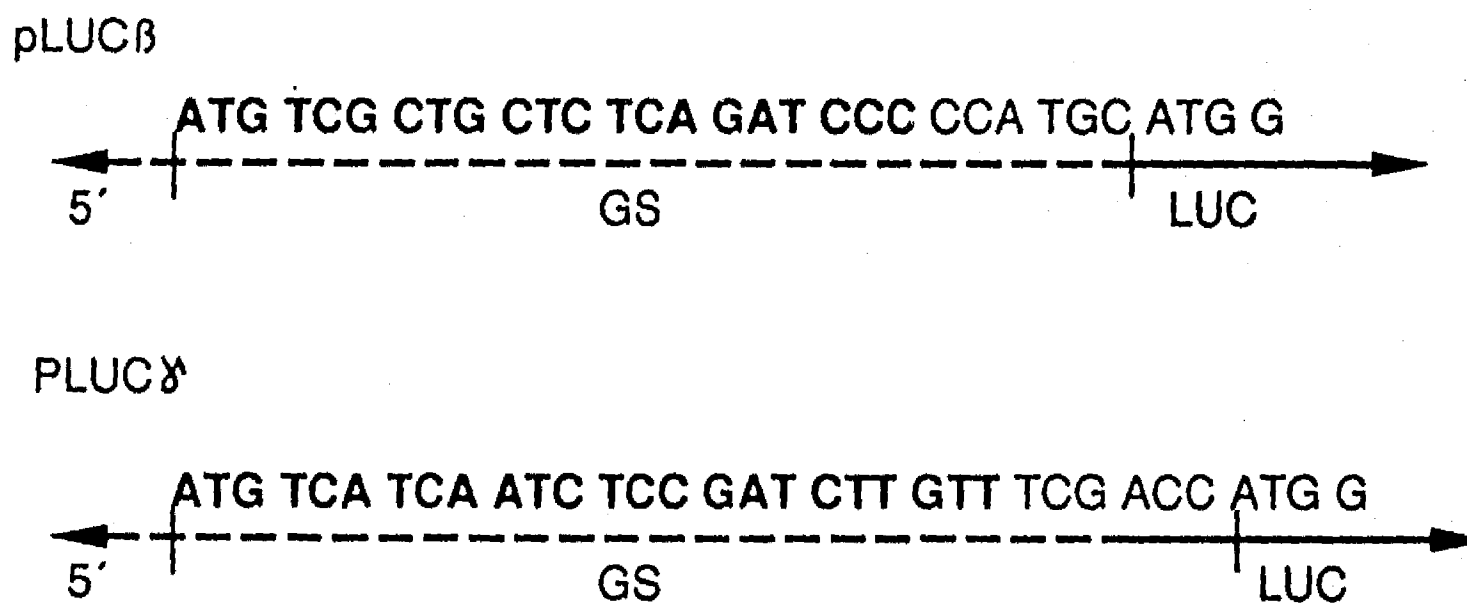 pLUCβ
ATG TCG CTG CTC TCA GAT CCC CCA TGC ATG G
5′ GS LUC
PLUCɣ
ATG TCA TCA ATC TCC GAT CTT GTT TCG ACC ATG G
5′ GS LUC